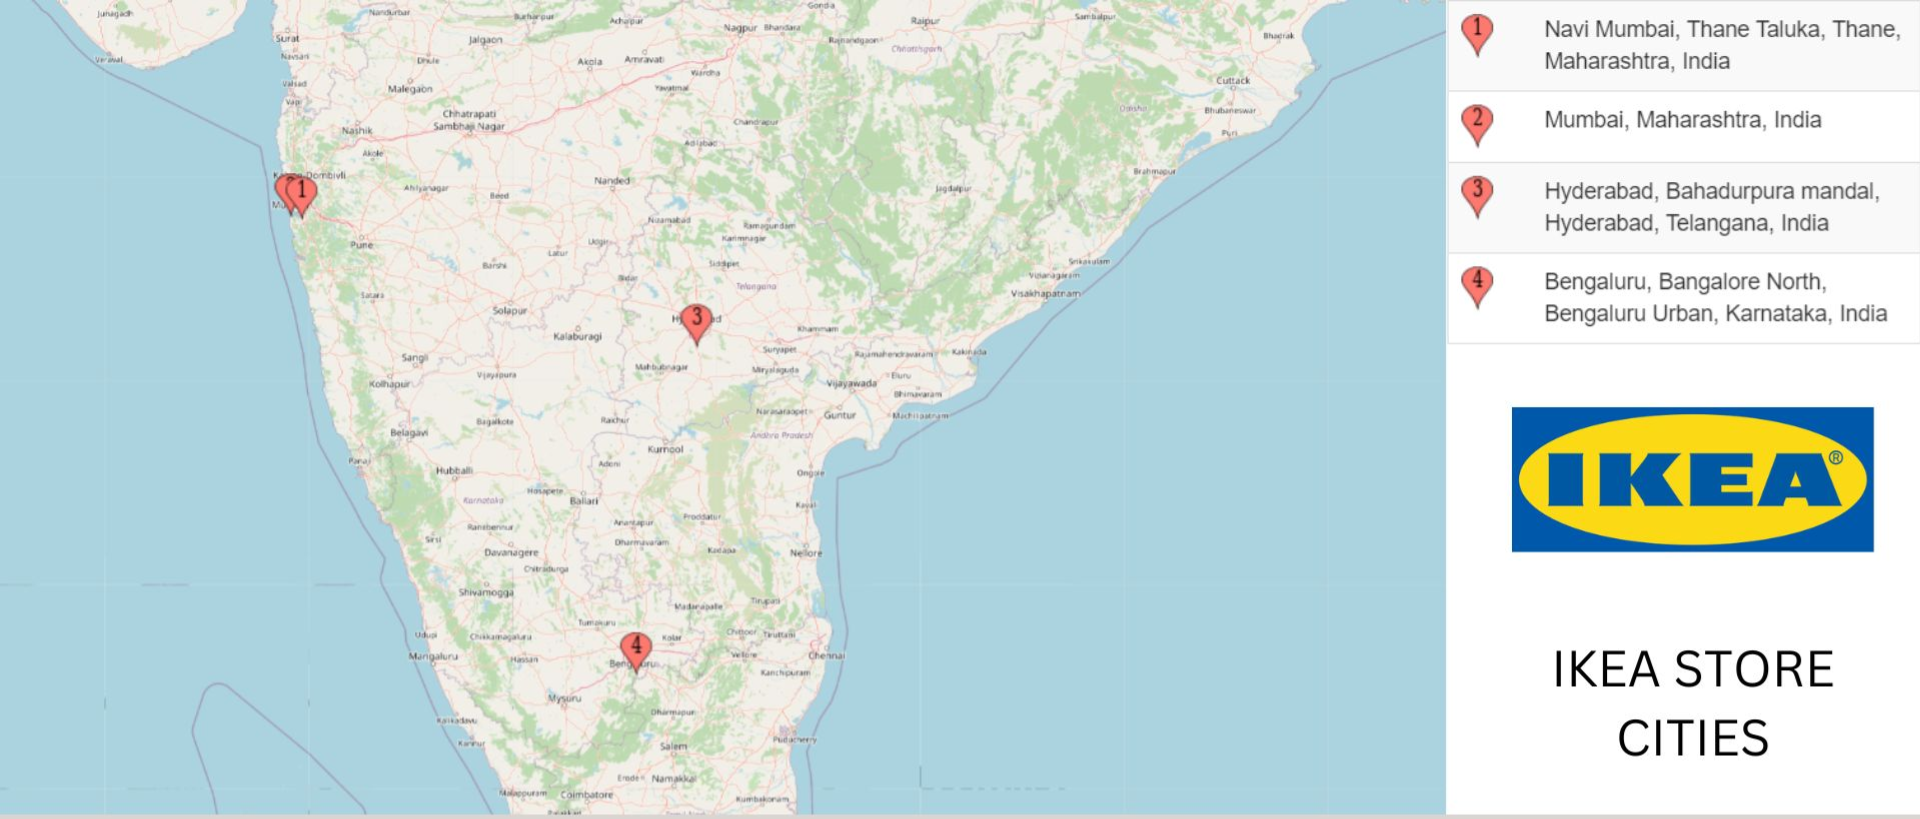 Junagadh
Veraval
Nandurbar
Burhanpur
Achalpur
Nagpur
Bhandara
Gondia
Raipur
Rajnandgaon
Chhattisgarh
Sambalpur
Bhadrak
Surat
Navsari
Jalgaon
Dhule
Akola
Amravati
Wardha
Yavatmal
Valsad
Vapi
Malegaon
Cuttack
Odisha
Bhubaneswar
Puri
Nashik
Chhatrapati
Sambhaji Nagar
Chandrapur
Adilabad
Akole
Brahmapur
Dombivli
1
Ahilyanagar
Beed
Nanded
Jagdalpur
Nizamabad
Ramagundam
Karimnagar
Pune
Udgir
Latur
Barshi
Bidar
Siddipet
Telangana
Srikakulam
Vizianagaram
Visakhapatnam
Satara
Solapur
3
Kalaburagi
Khammam
Suryapet
Rajamahendravaram
Kakinada
Sangli
Vijayapura
Mahbubnagar
Miryalaguda
Eluru
Kolhapur
Vijayawada
Bhimavaram
Narasaraopet
Guntur
Machilipatnam
Bagalkote
Raichur
Belagavi
Andhra Pradesh
Kurnool
Panaji
Hubballi
Adoni
Ongole
Karnataka
Hosapete
Ballari
Kavali
Ranebennur
Anantapur
Proddatur
Sirsi
Davanagere
Dharmavaram
Kadapa
Nellore
Chitradurga
Shivamogga
Madanapalle
Tirupati
Tumakuru
Udupi
Chikkamagaluru
Kolar
Chittoor
Tiruttani
4
Mangaluru
Hassan
Vellore
Chennai
Kanchipuram
Mysuru
Dharmapuri
Kannur
Puducherry
Salem
Erode
Namakkal
Malappuram
Coimbatore
Kumbakonam
1
Navi Mumbai, Thane Taluka, Thane,
Maharashtra, India
2
Mumbai, Maharashtra, India
3
Hyderabad, Bahadurpura mandal,
Hyderabad, Telangana, India
4
Bengaluru, Bangalore North,
Bengaluru Urban, Karnataka, India
IKEA®
IKEA STORE
CITIES